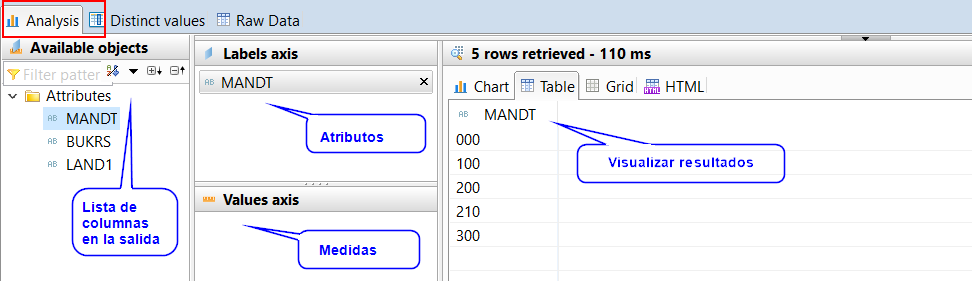 Analysis
Distinct values
Raw Data
Available objects
Filter patter
Attributes
MANDT
BUKRS
LAND1
Lista de
columnas
en la salida
Labels axis
MANDT
Atributos
Values axis
Medidas
5 rows retrieved - 110 ms
Chart
Table
Grid
HTML
MANDT
000
100
200
210
300
Visualizar resultados